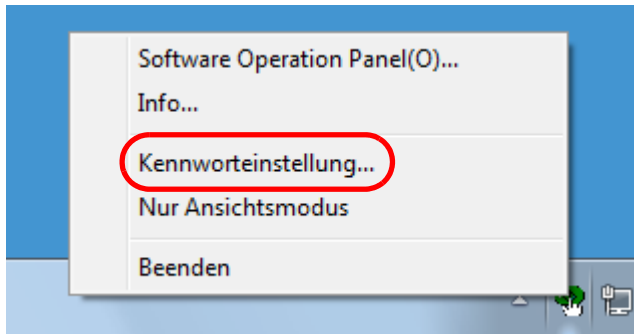 Software Operation Panel(O)...
Info...
Kennworteinstellung...
Nur Ansichtsmodus
Beenden